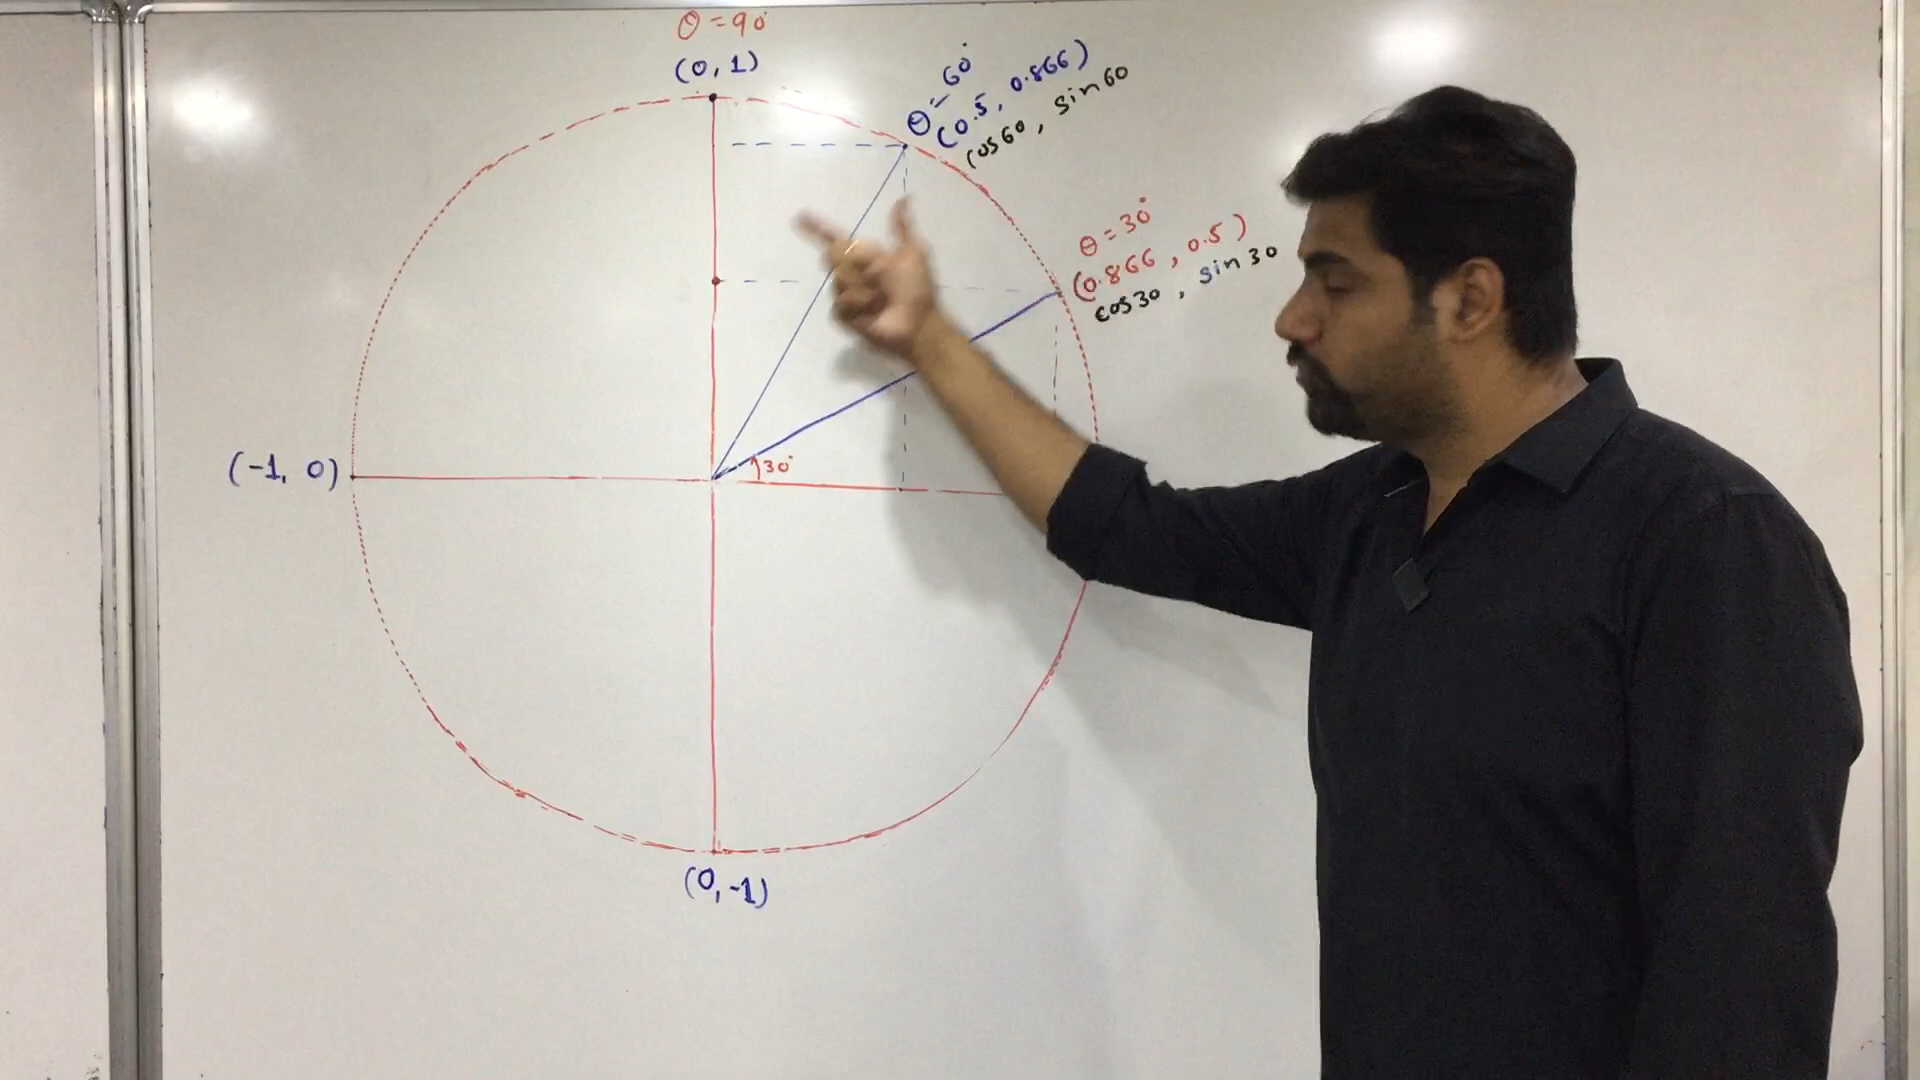 θ = 90°
(0, 1)
θ = 60°
(0.5, 0.866)
cos60, sin60
θ = 30°
(0.866, 0.5)
cos30, sin30
(-1, 0)
30°
(0, -1)